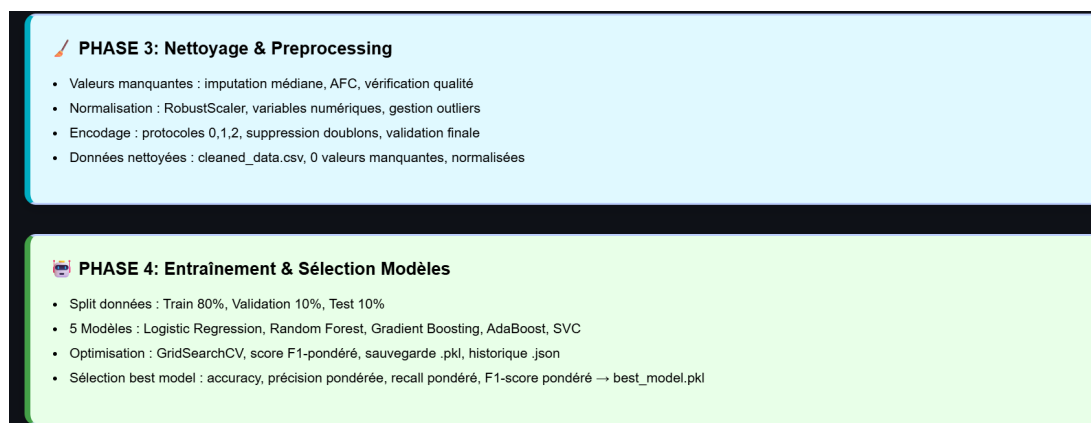 PHASE 3: Nettoyage & Preprocessing
Valeurs manquantes : imputation médiane, AFC, vérification qualité
Normalisation : RobustScaler, variables numériques, gestion outliers
Encodage : protocoles 0,1,2, suppression doublons, validation finale
Données nettoyées : cleaned_data.csv, 0 valeurs manquantes, normalisées
PHASE 4: Entraînement & Sélection Modèles
Split données : Train 80%, Validation 10%, Test 10%
5 Modèles : Logistic Regression, Random Forest, Gradient Boosting, AdaBoost, SVC
Optimisation : GridSearchCV, score F1-pondéré, sauvegarde .pkl, historique .json
Sélection best model : accuracy, précision pondérée, recall pondéré, F1-score pondéré → best_model.pkl